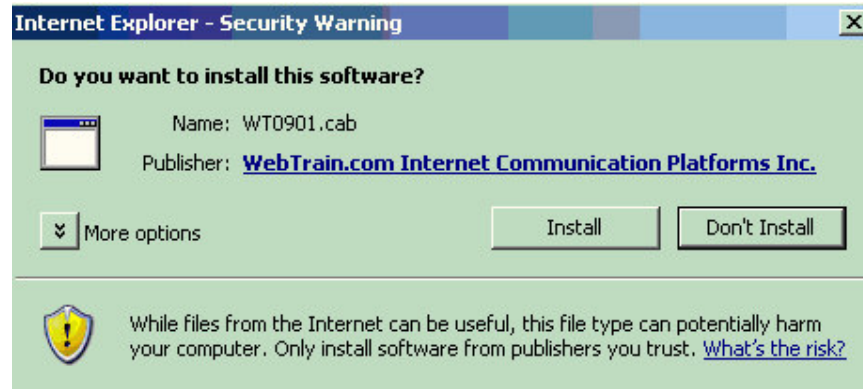 Internet Explorer - Security Warning
Do you want to install this software?
Name: WT0901.cab
Publisher: WebTrain.com Internet Communication Platforms Inc.
More options
Install
Don't Install
While files from the Internet can be useful, this file type can potentially harm
your computer. Only install software from publishers you trust. What's the risk?